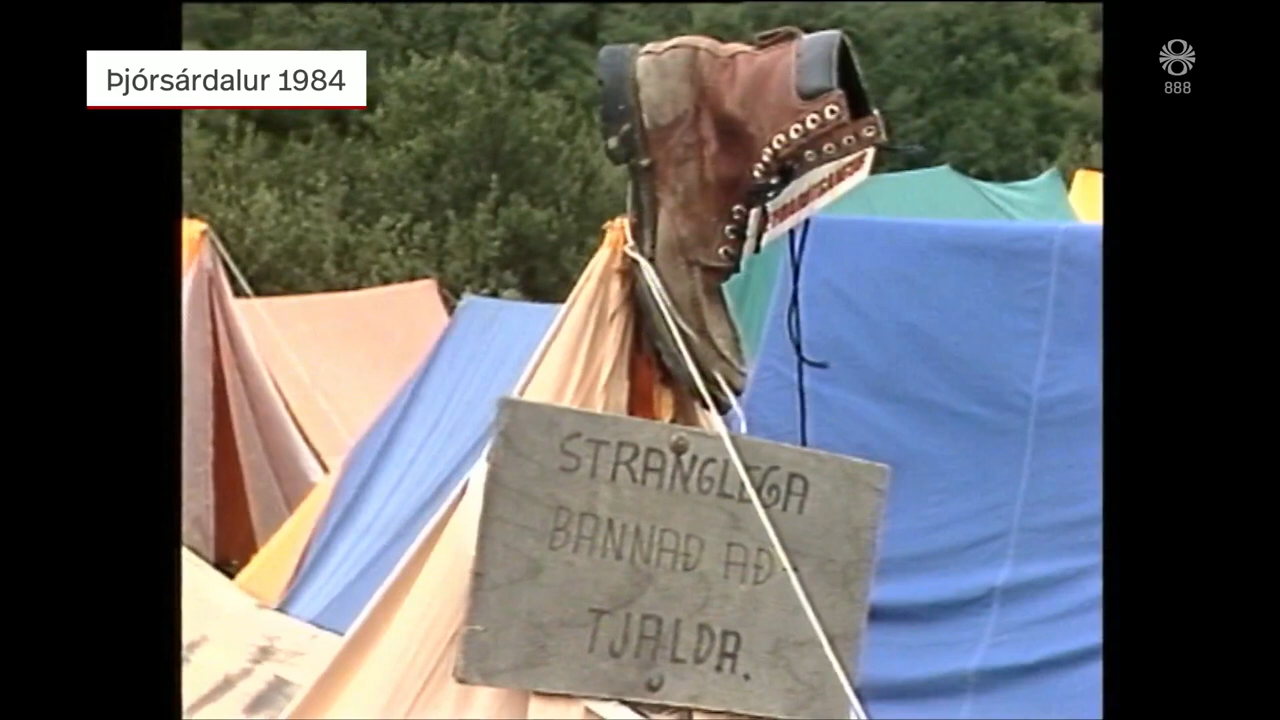 Þjórsárdalur 1984
888
STRANGLEGA
BANNAÐ AÐ
TJALDA.